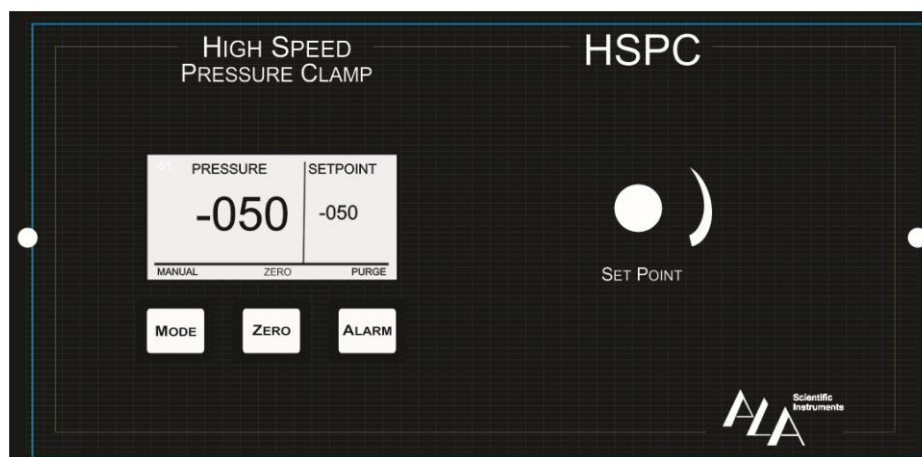 HIGH SPEED
PRESSURE CLAMP
HSPC
PRESSURE SETPOINT
-050 -050
MANUAL ZERO PURGE
SET POINT
MODE ZERO ALARM
ALA Scientific
Instruments